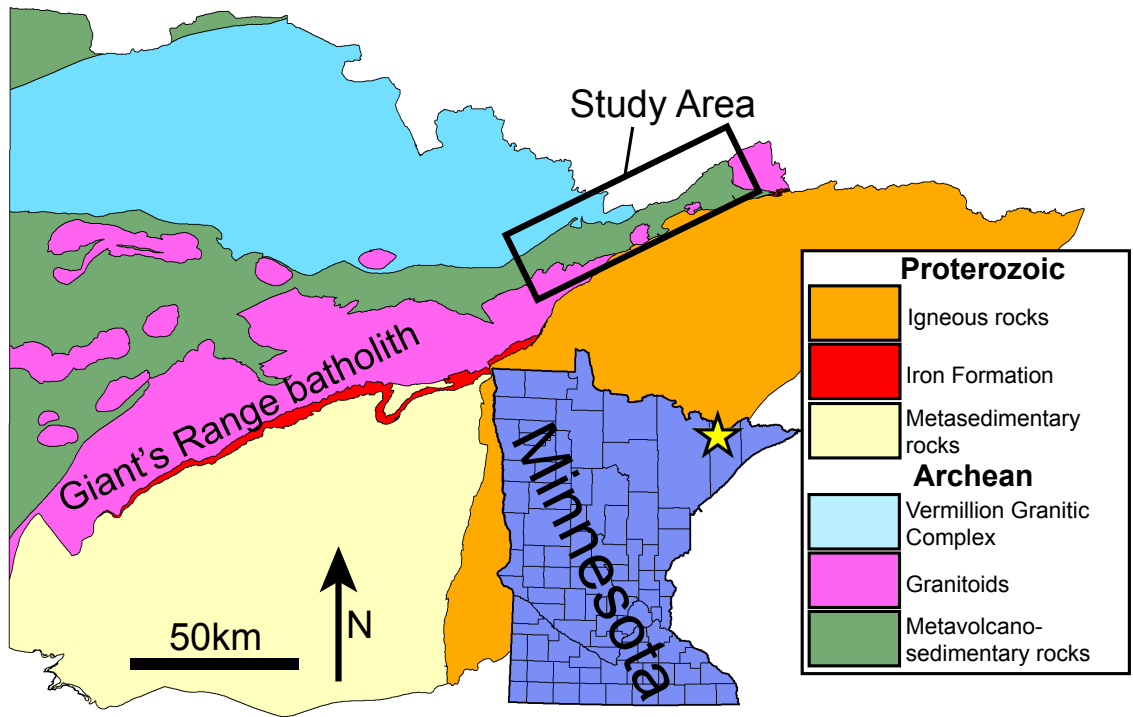 Study Area
Giant's Range batholith
50km
N
Minnesota
Proterozoic
Igneous rocks
Iron Formation
Metasedimentary
rocks
Archean
Vermillion Granitic
Complex
Granitoids
Metavolcano-
sedimentary rocks